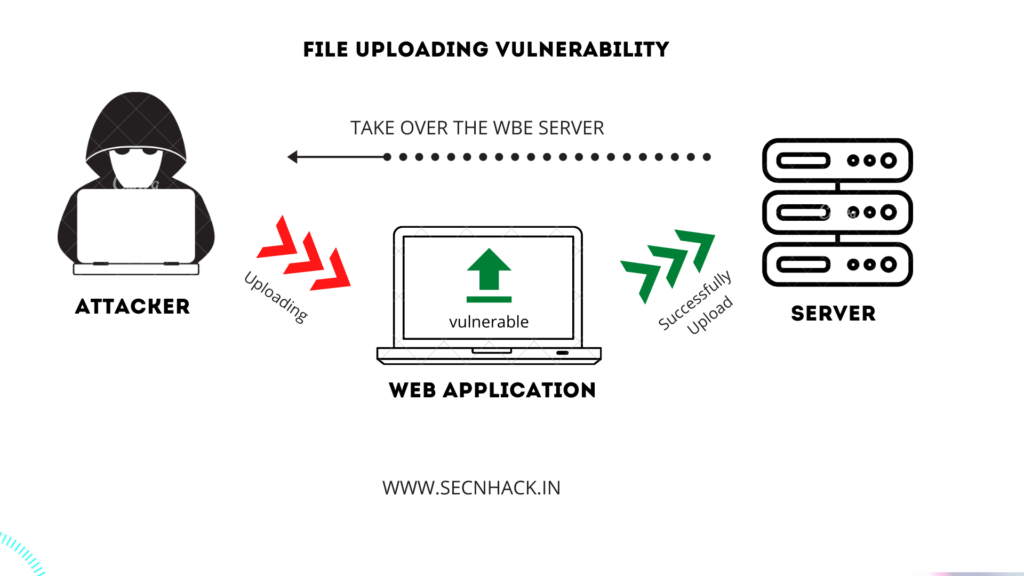 FILE UPLOADING VULNERABILITY
TAKE OVER THE WBE SERVER
Uploading
Successfully
Upload
vulnerable
ATTACKER
SERVER
WEB APPLICATION
WWW.SECNHACK.IN